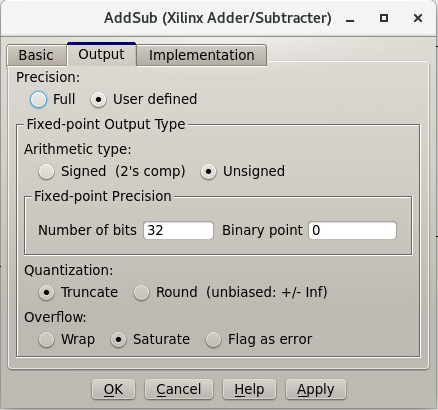 AddSub (Xilinx Adder/Subtracter)
Basic Output Implementation
Precision:
Full User defined
Fixed-point Output Type
Arithmetic type:
Signed (2's comp) Unsigned
Fixed-point Precision
Number of bits 32 Binary point 0
Quantization:
Truncate Round (unbiased: +/- Inf)
Overflow:
Wrap Saturate Flag as error
OK Cancel Help Apply